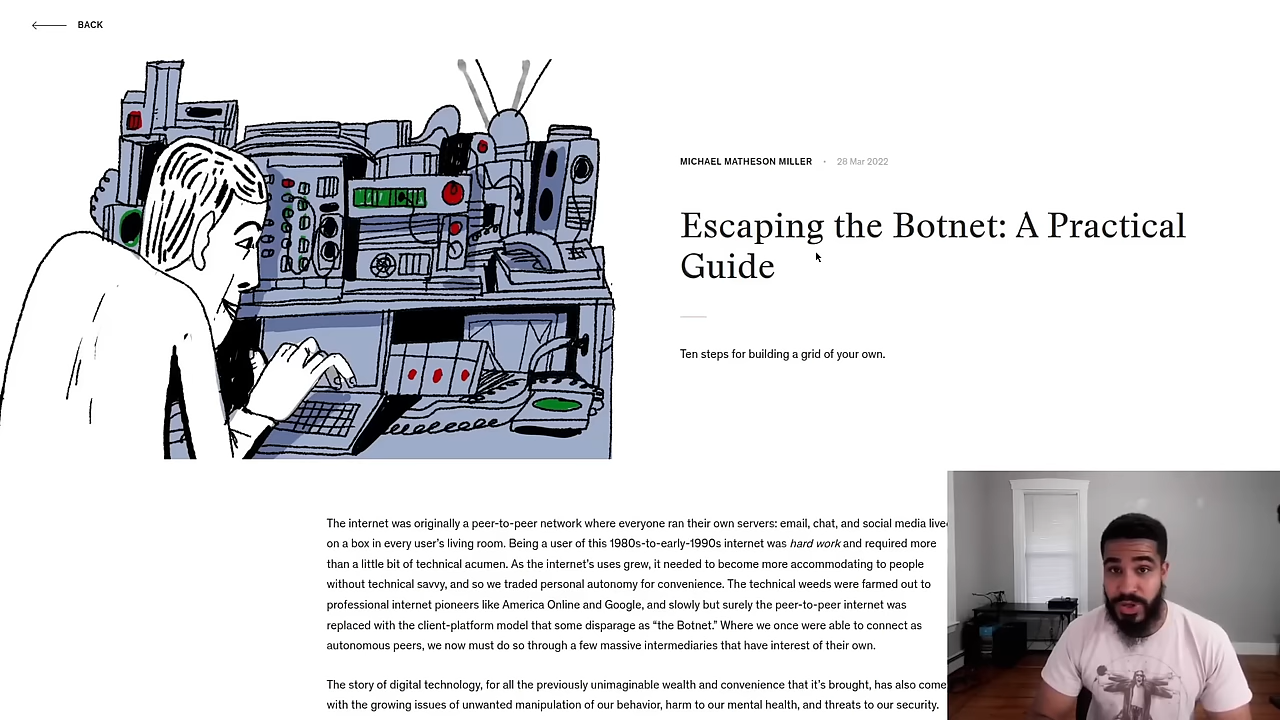 BACK
MICHAEL MATHESON MILLER · 28 Mar 2022
Escaping the Botnet: A Practical
Guide
Ten steps for building a grid of your own.
The internet was originally a peer-to-peer network where everyone ran their own servers: email, chat, and social media
on a box in every user's living room. Being a user of this 1980s-to-early-1990s internet was hard work and required more
than a little bit of technical acumen. As the internet's uses grew, it needed to become more accommodating to people
without technical savvy, and so we traded personal autonomy for convenience. The technical weeds were farmed out to
professional internet pioneers like America Online and Google, and slowly but surely the peer-to-peer internet was
replaced with the client-platform model that some disparage as “the Botnet.” Where we once were able to connect as
autonomous peers, we now must do so through a few massive intermediaries that have interest of their own.
The story of digital technology, for all the previously unimaginable wealth and convenience that it's brought, has also come
with the growing issues of unwanted manipulation of our behavior, harm to our mental health, and threats to our security.